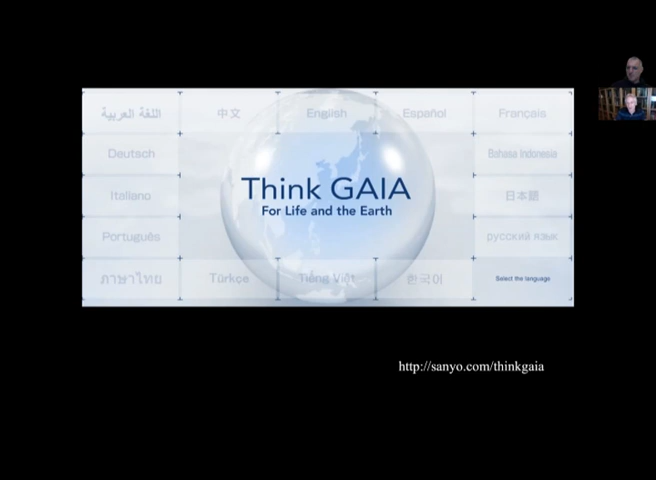 اللغة العربية
中文
English
Español
Français
Deutsch
Bahasa Indonesia
Think GAIA
Italiano
日本語
For Life and the Earth
Português
русский язык
ภาษาไทย
Türkçe
Tiếng Việt
한국어
Select the language
http://sanyo.com/thinkgaia